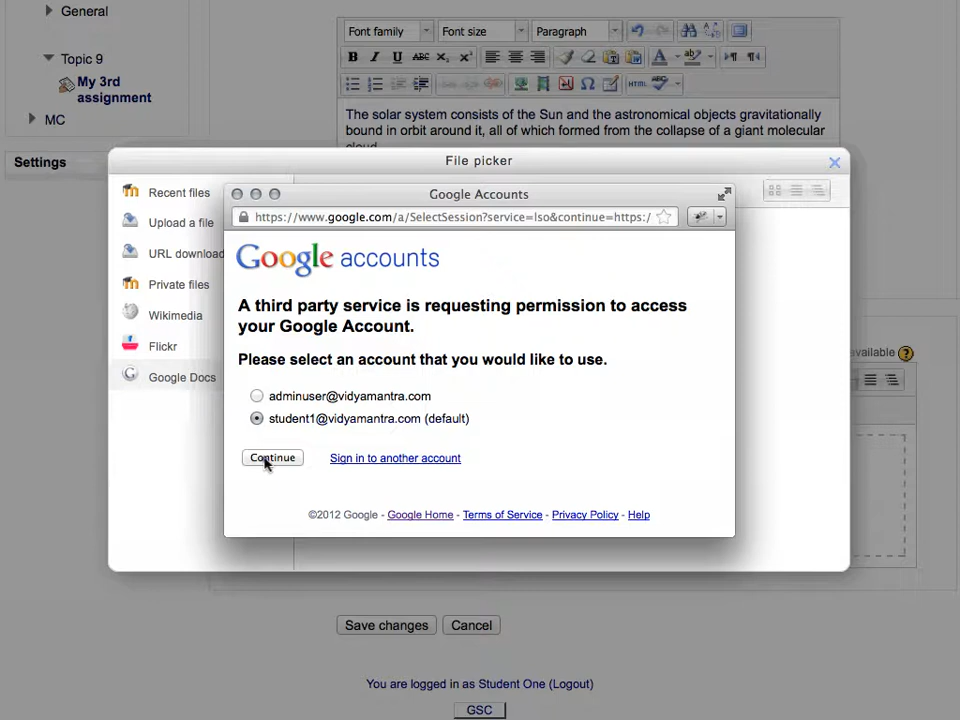 General
Topic 9
My 3rd
assignment
MC
Settings
Font family
Font size
Paragraph
B I U ABC
HTML ABC
The solar system consists of the Sun and the astronomical objects gravitationally
bound in orbit around it, all of which formed from the collapse of a giant molecular
cloud
File picker
Recent files
Upload a file
URL download
Private files
Wikimedia
Flickr
Google Docs
Google Accounts
https://www.google.com/a/SelectSession?service=lso&continue=https:/
Google accounts
A third party service is requesting permission to access
your Google Account.
Please select an account that you would like to use.
adminuser@vidyamantra.com
student1@vidyamantra.com (default)
Continue
Sign in to another account
©2012 Google - Google Home - Terms of Service - Privacy Policy - Help
available
Save changes
Cancel
You are logged in as Student One (Logout)
GSC